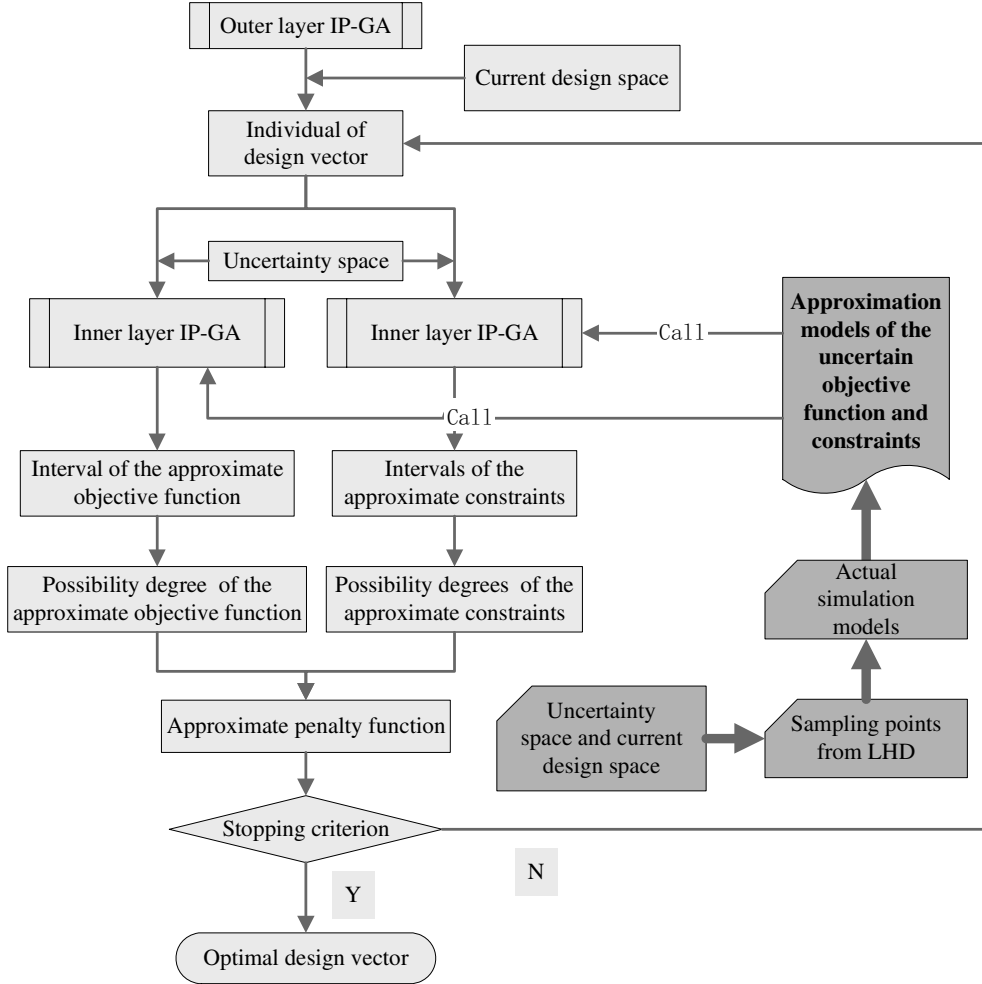 Outer layer IP-GA
Current design space
Individual of
design vector
Uncertainty space
Inner layer IP-GA
Inner layer IP-GA
Call
Call
Approximation
models of the
uncertain
objective
function and
constraints
Interval of the approximate
objective function
Intervals of the
approximate constraints
Possibility degree of the
approximate objective function
Possibility degrees of the
approximate constraints
Actual
simulation
models
Approximate penalty function
Uncertainty
space and current
design space
Sampling points
from LHD
Stopping criterion
N
Y
Optimal design vector